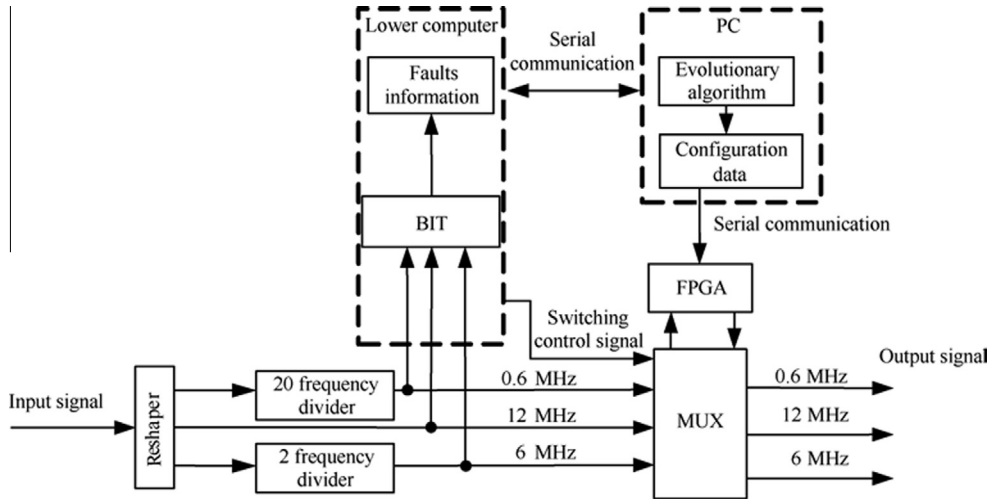 Lower computer
Faults
information
BIT
Serial
communication
PC
Evolutionary
algorithm
Configuration
data
Serial communication
FPGA
Switching
control signal
Input signal
Reshaper
20 frequency
divider
2 frequency
divider
0.6 MHz
12 MHz
6 MHz
MUX
Output signal
0.6 MHz
12 MHz
6 MHz